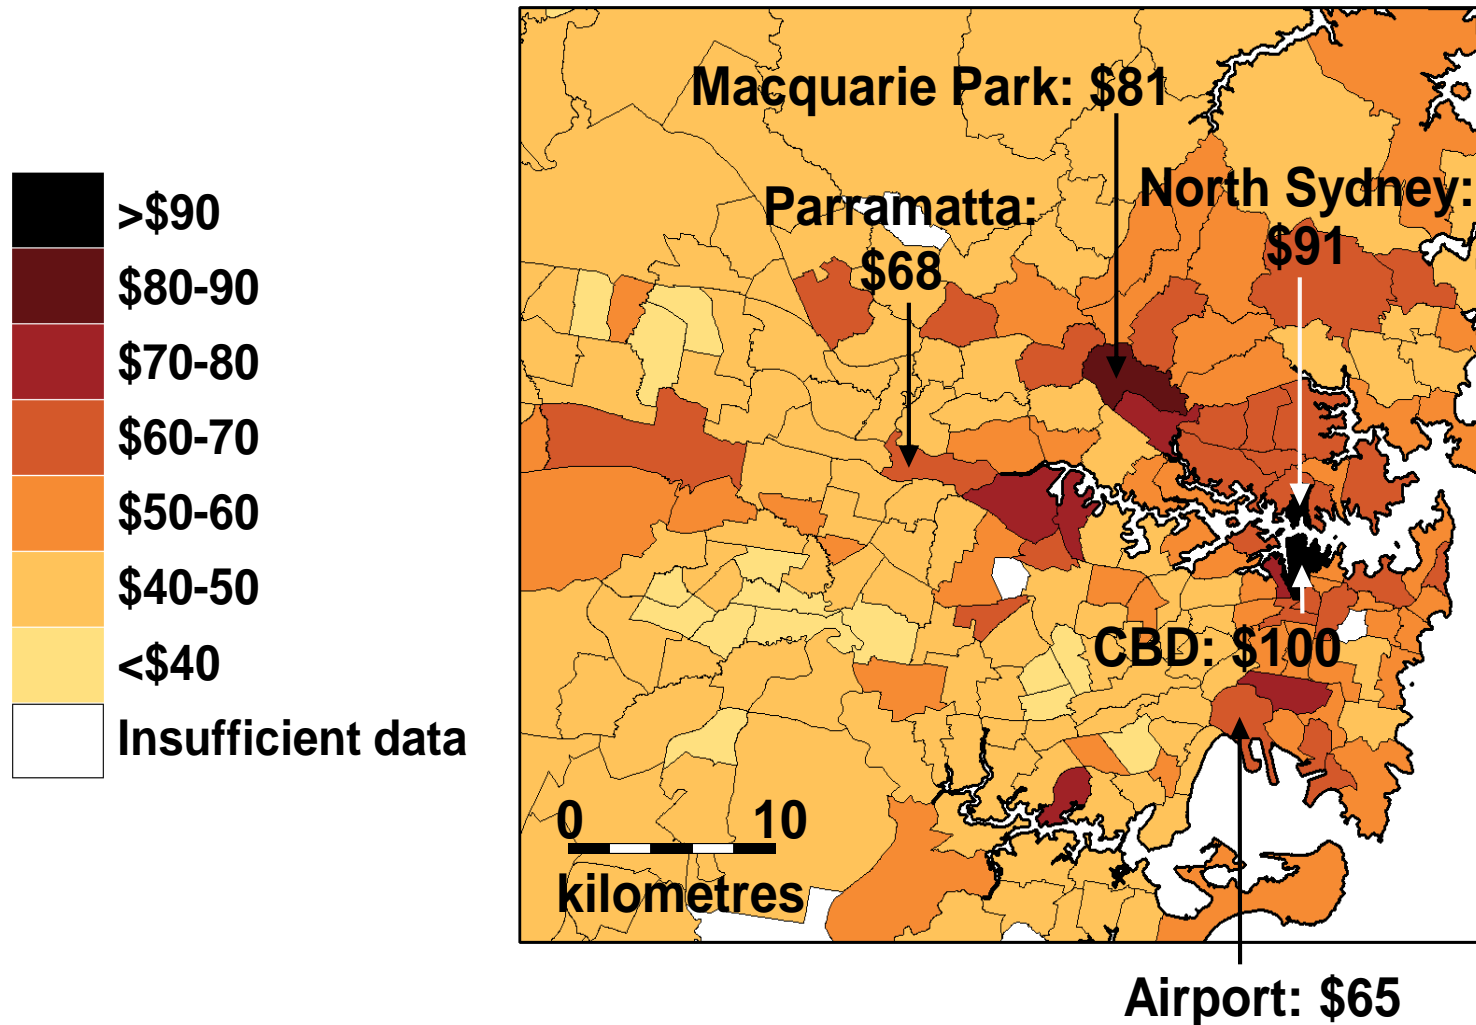 >$90
$80-90
$70-80
$60-70
$50-60
$40-50
<$40
Insufficient data
Macquarie Park: $81
Parramatta:
$68
North Sydney:
$91
CBD: $100
0 10
kilometres
Airport: $65